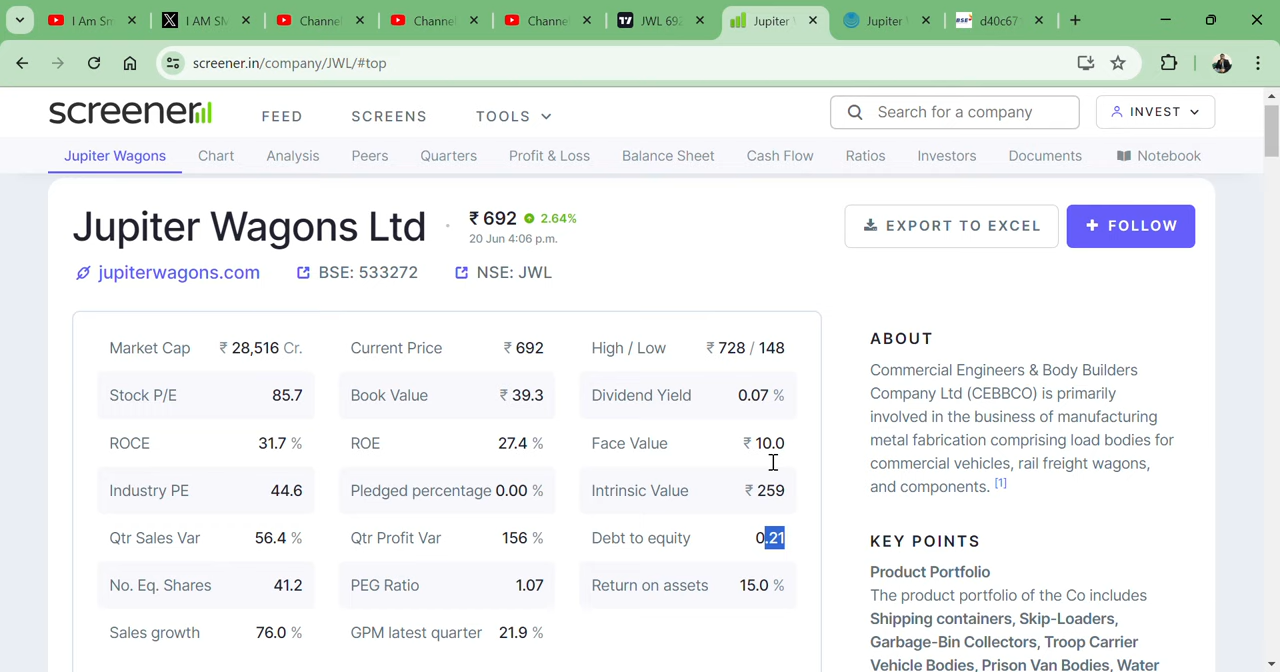 I Am Sm
I AM SM
Channel
Channel
Channe
JWL 692
Jupiter W
Jupiter
BSE
d40c67
screener.in/company/JWL/#top
screener
FEED
SCREENS
TOOLS
Search for a company
INVEST
Jupiter Wagons
Chart
Analysis
Peers
Quarters
Profit & Loss
Balance Sheet
Cash Flow
Ratios
Investors
Documents
Notebook
Jupiter Wagons Ltd
₹ 692 2.64%
20 Jun 4:06 p.m.
EXPORT TO EXCEL
+ FOLLOW
jupiterwagons.com
BSE: 533272
NSE: JWL
Market Cap ₹ 28,516 Cr.
Current Price ₹ 692
High / Low ₹ 728 / 148
Stock P/E 85.7
Book Value ₹ 39.3
Dividend Yield 0.07 %
ROCE 31.7 %
ROE 27.4 %
Face Value ₹ 10.0
Industry PE 44.6
Pledged percentage 0.00 %
Intrinsic Value ₹ 259
Qtr Sales Var 56.4 %
Qtr Profit Var 156 %
Debt to equity 0.21
No. Eq. Shares 41.2
PEG Ratio 1.07
Return on assets 15.0 %
Sales growth 76.0 %
GPM latest quarter 21.9 %
ABOUT
Commercial Engineers & Body Builders
Company Ltd (CEBBCO) is primarily
involved in the business of manufacturing
metal fabrication comprising load bodies for
commercial vehicles, rail freight wagons,
and components. [1]
KEY POINTS
Product Portfolio
The product portfolio of the Co includes
Shipping containers, Skip-Loaders,
Garbage-Bin Collectors, Troop Carrier
Vehicle Bodies, Prison Van Bodies, Water